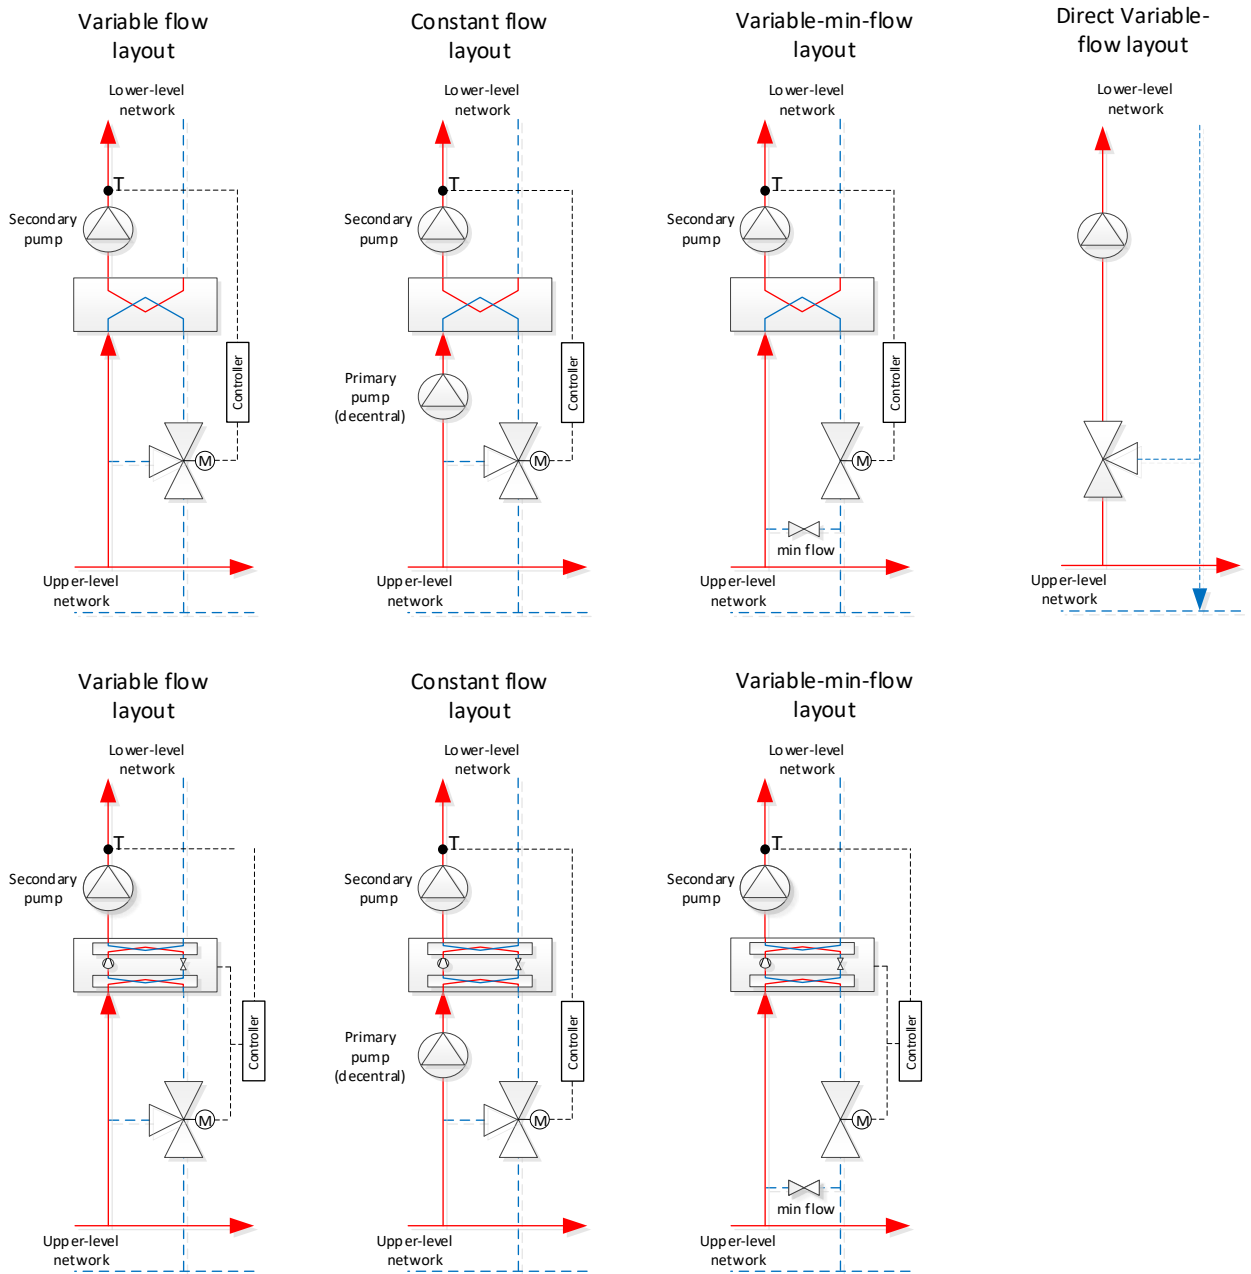 Variable flow
layout
Lower-level
network
T
Secondary
pump
Controller
M
Upper-level
network
Constant flow
layout
Lower-level
network
T
Secondary
pump
Primary
pump
(decentral)
Controller
M
Variable-min-flow
layout
Lower-level
network
T
Secondary
pump
Controller
M
min flow
Upper-level
network
Direct Variable-
flow layout
Lower-level
network
Upper-level
network
Variable flow
layout
Lower-level
network
T
Secondary
pump
Controller
M
Upper-level
network
Constant flow
layout
Lower-level
network
T
Secondary
pump
Primary
pump
(decentral)
Controller
M
Upper-level
network
Variable-min-flow
layout
Lower-level
network
T
Secondary
pump
Controller
M
min flow
Upper-level
network